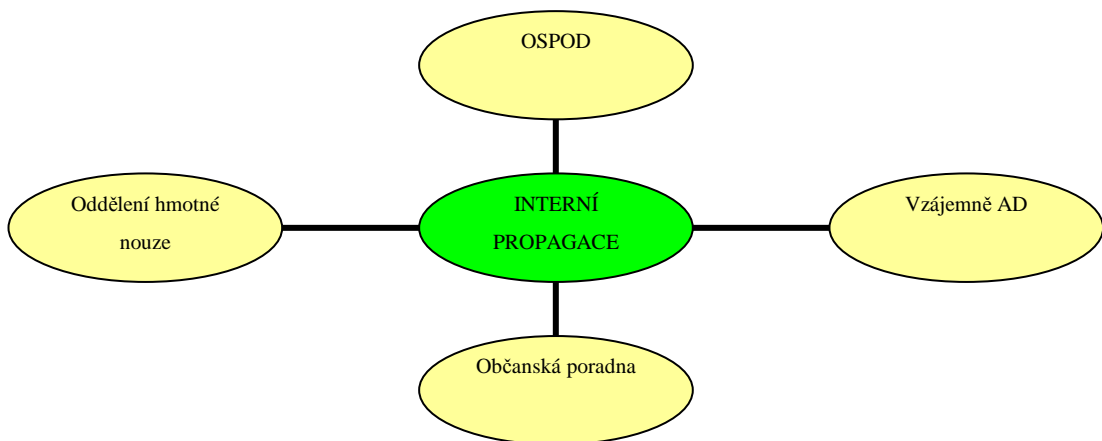 OSPOD
Oddělení hmotné
nouze
INTERNÍ
PROPAGACE
Vzájemně AD
Občanská poradna